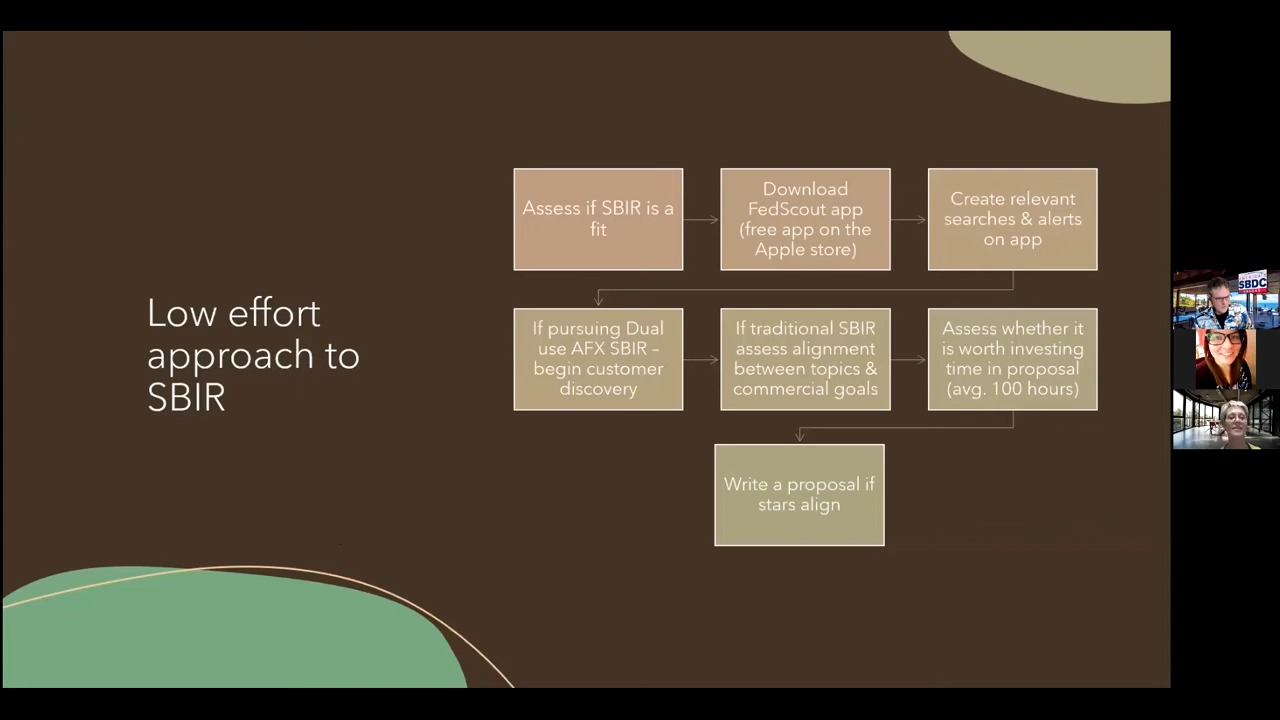 Low effort
approach to
SBIR
Assess if SBIR is a
fit
Download
FedScout app
(free app on the
Apple store)
Create relevant
searches & alerts
on app
If pursuing Dual
use AFX SBIR –
begin customer
discovery
If traditional SBIR
assess alignment
between topics &
commercial goals
Assess whether it
is worth investing
time in proposal
(avg. 100 hours)
Write a proposal if
stars align
SBDC